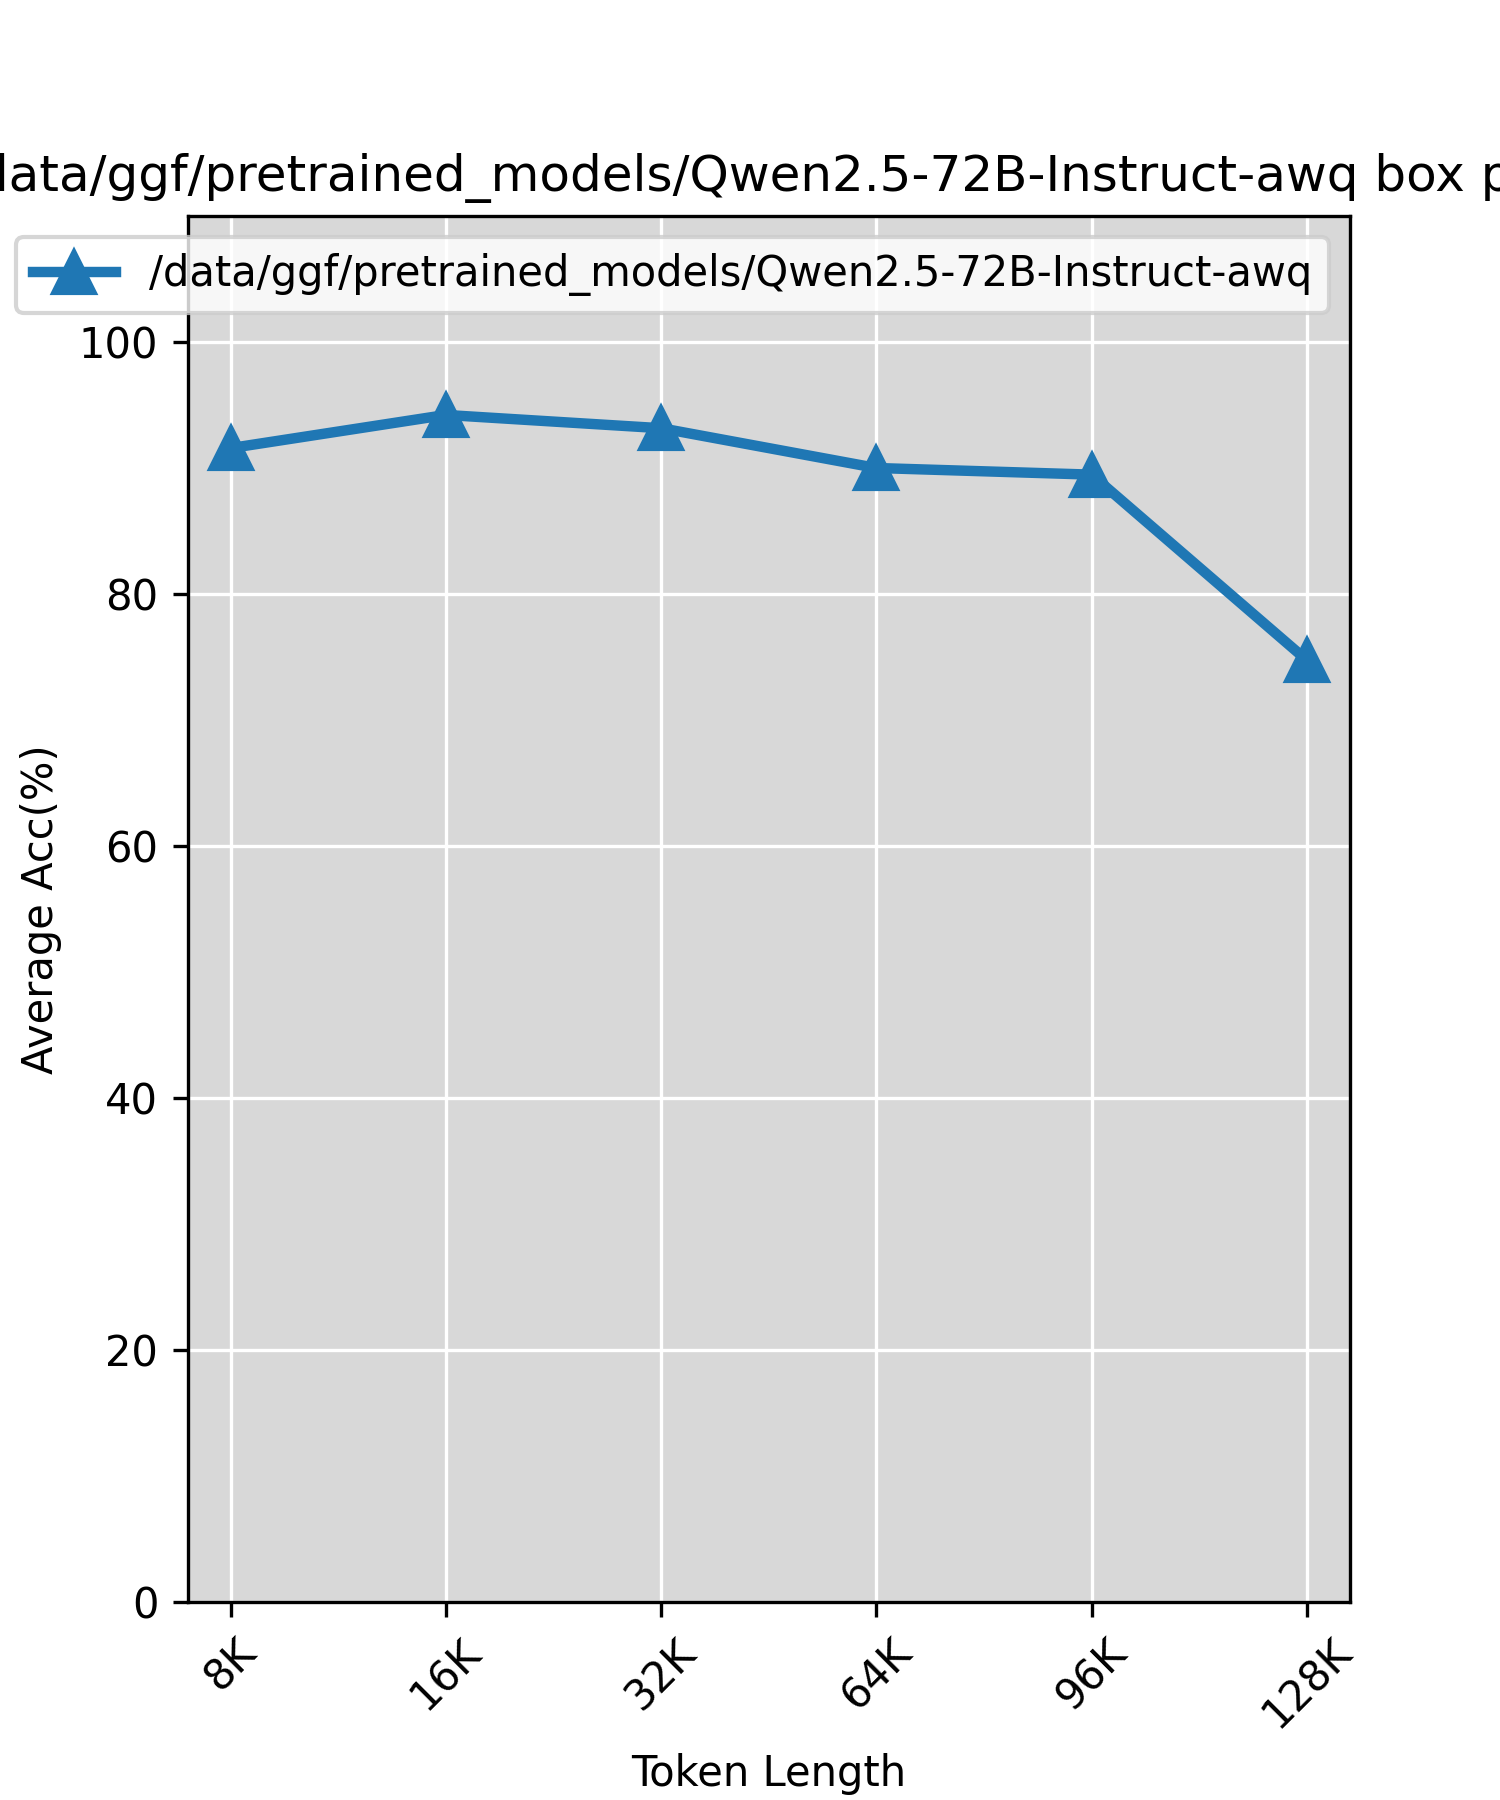 data/ggf/pretrained_models/Qwen2.5-72B-Instruct-awq box p
/data/ggf/pretrained_models/Qwen2.5-72B-Instruct-awq
100
80
60
40
20
0
Average Acc(%)
8K
16K
32K
64K
96K
128K
Token Length